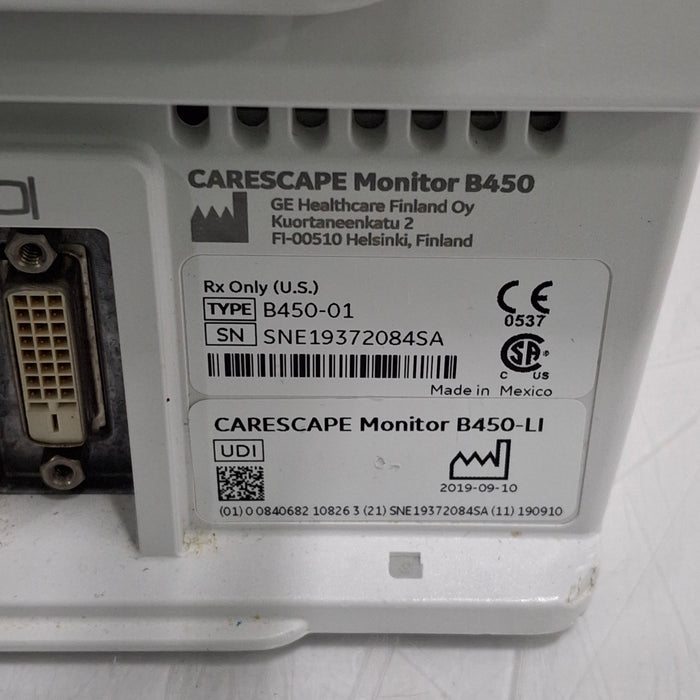 CARESCAPE Monitor B450
GE Healthcare Finland Oy
Kuortaneenkatu 2
FI-00510 Helsinki, Finland
Rx Only (U.S.)
TYPE B450-01
SN SNE19372084SA
CE
0537
CSA
C US
Made in Mexico
CARESCAPE Monitor B450-LI
UDI
2019-09-10
(01) 0 0840682 10826 3 (21) SNE19372084SA (11) 190910